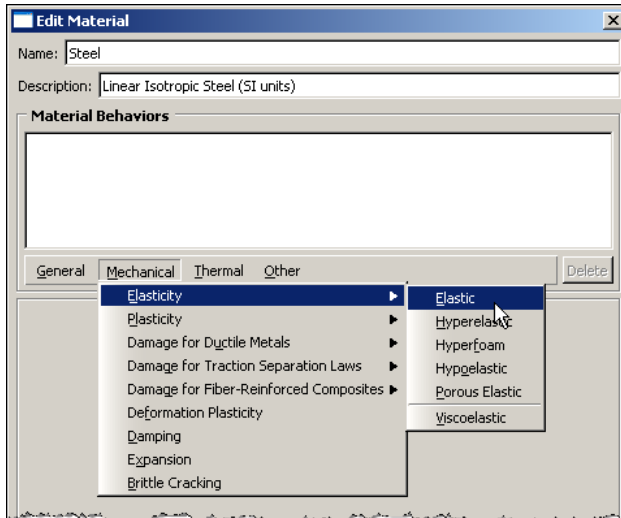 Edit Material
Name: Steel
Description: Linear Isotropic Steel (SI units)
Material Behaviors
General Mechanical Thermal Other Delete
Elasticity
Plasticity
Damage for Ductile Metals
Damage for Traction Separation Laws
Damage for Fiber-Reinforced Composites
Deformation Plasticity
Damping
Expansion
Brittle Cracking
Elastic
Hyperelastic
Hyperfoam
Hypoelastic
Porous Elastic
Viscoelastic